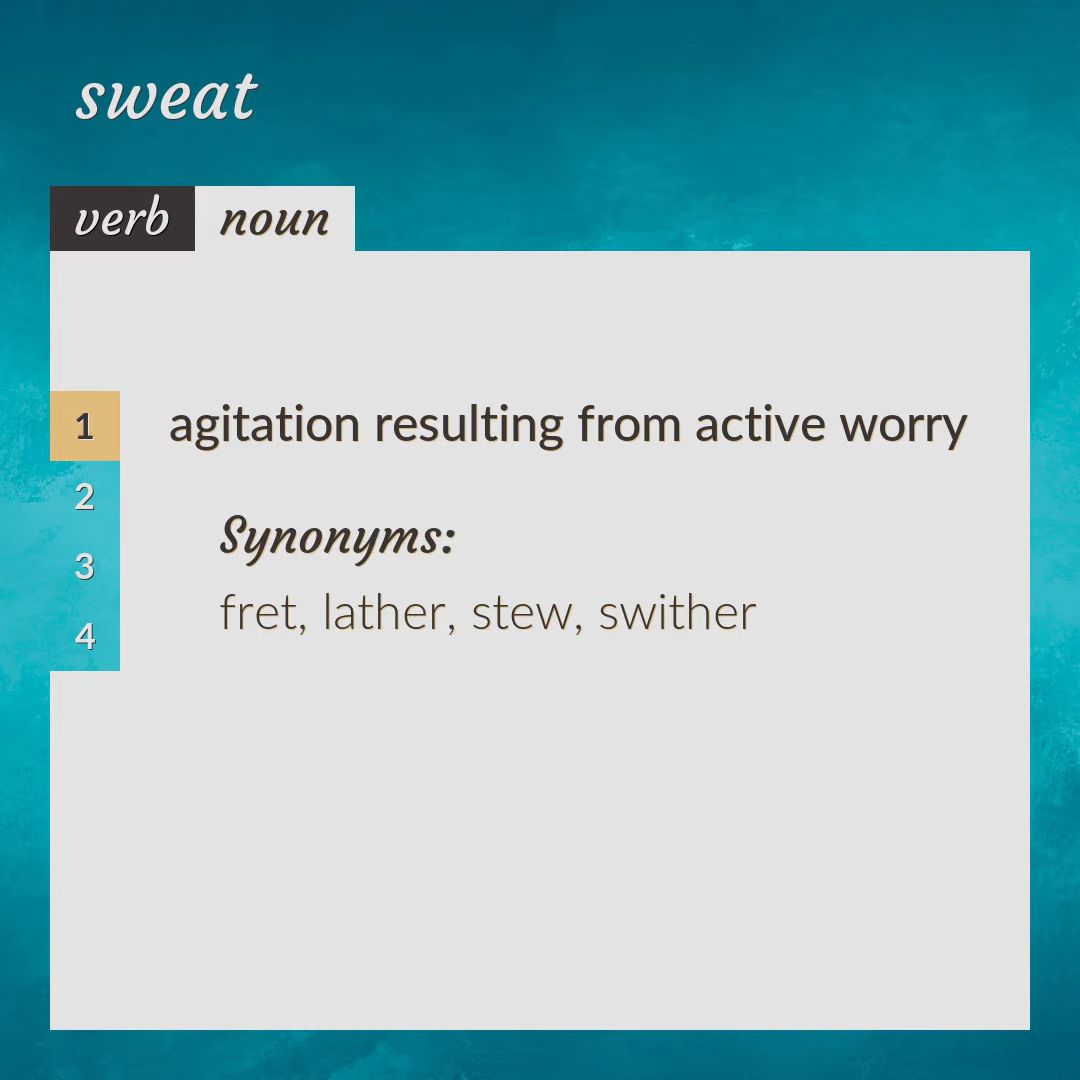 sweat
verb noun
1 agitation resulting from active worry
2
Synonyms:
3
fret, lather, stew, swither
4